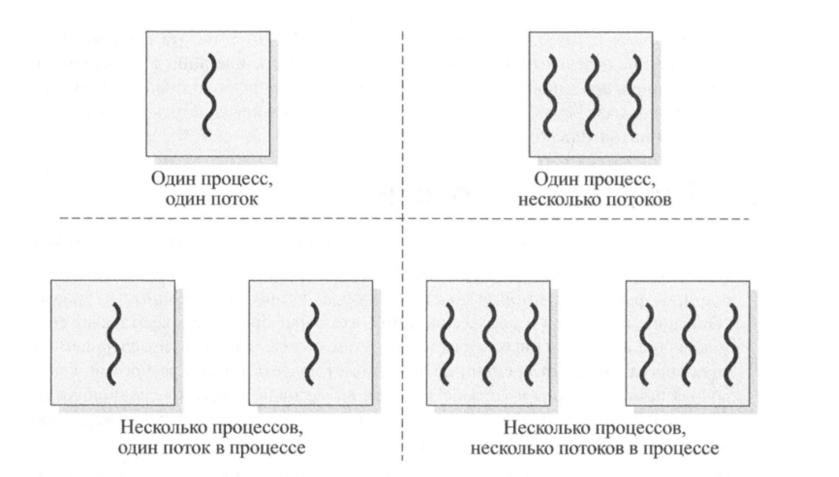 Один процесс,
один поток
Один процесс,
несколько потоков
Несколько процессов,
один поток в процессе
Несколько процессов,
несколько потоков в процессе